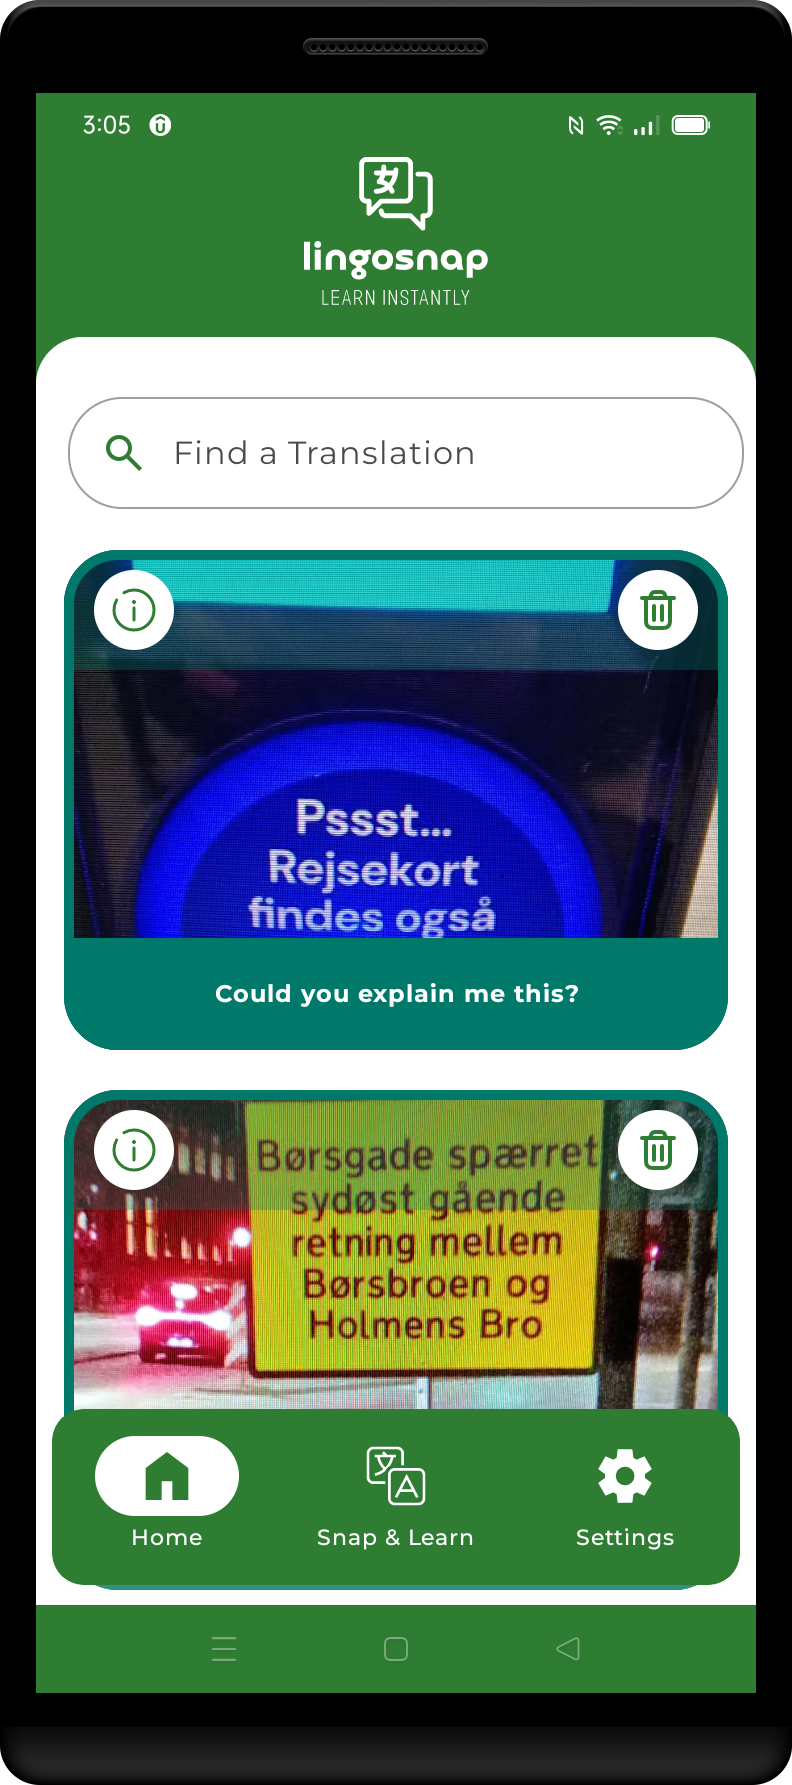 3:05
lingosnap
LEARN INSTANTLY
Find a Translation
Pssst...
Rejsekort
findes også
Could you explain me this?
Børsgade spærret
sydøst gående
retning mellem
Børsbroen og
Holmens Bro
文
A
Home
Snap & Learn
Settings